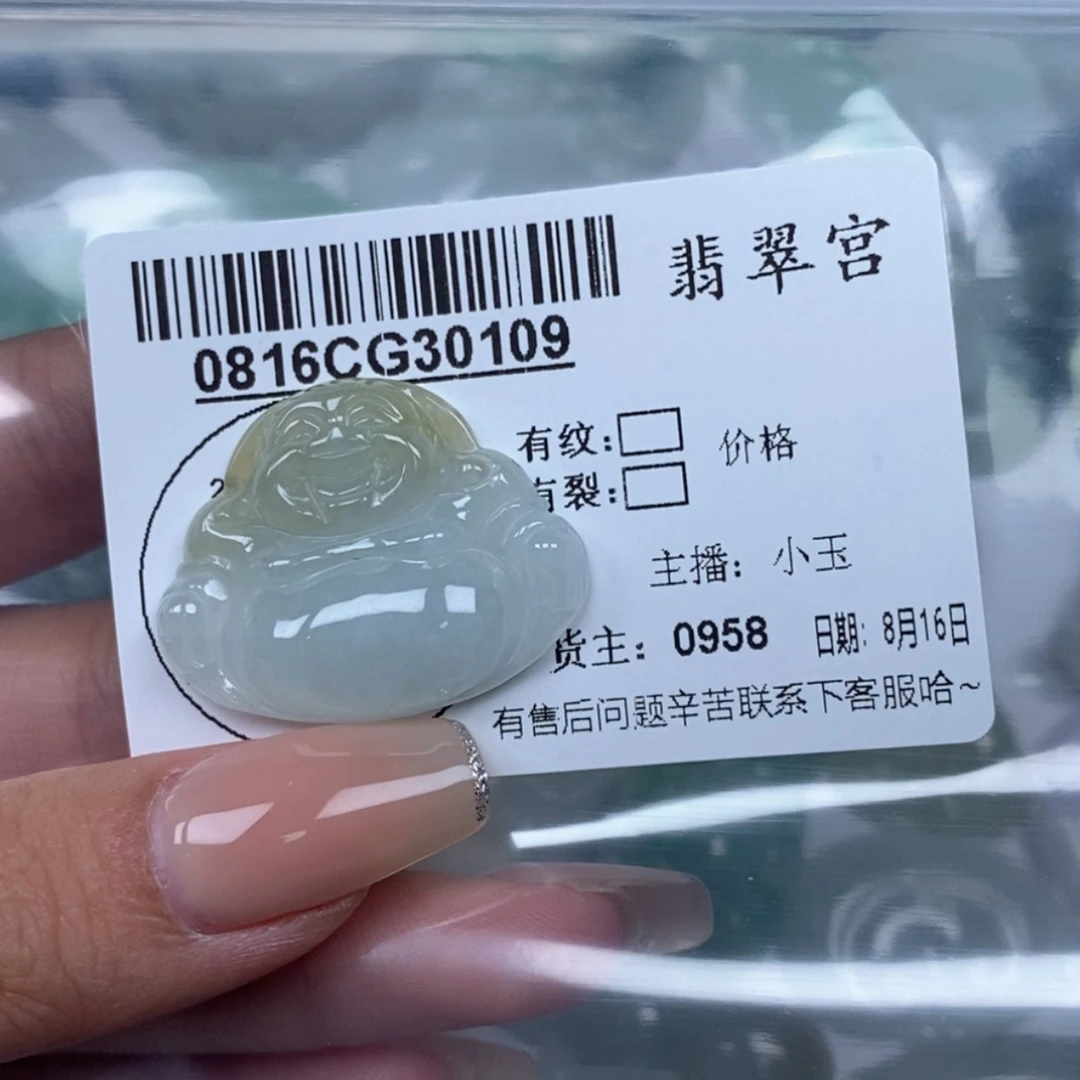 翡翠宫
0816CG30109
有纹: 价格
有裂:
主播: 小玉
货主: 0958 日期: 8月16日
有售后问题辛苦联系下客服哈~